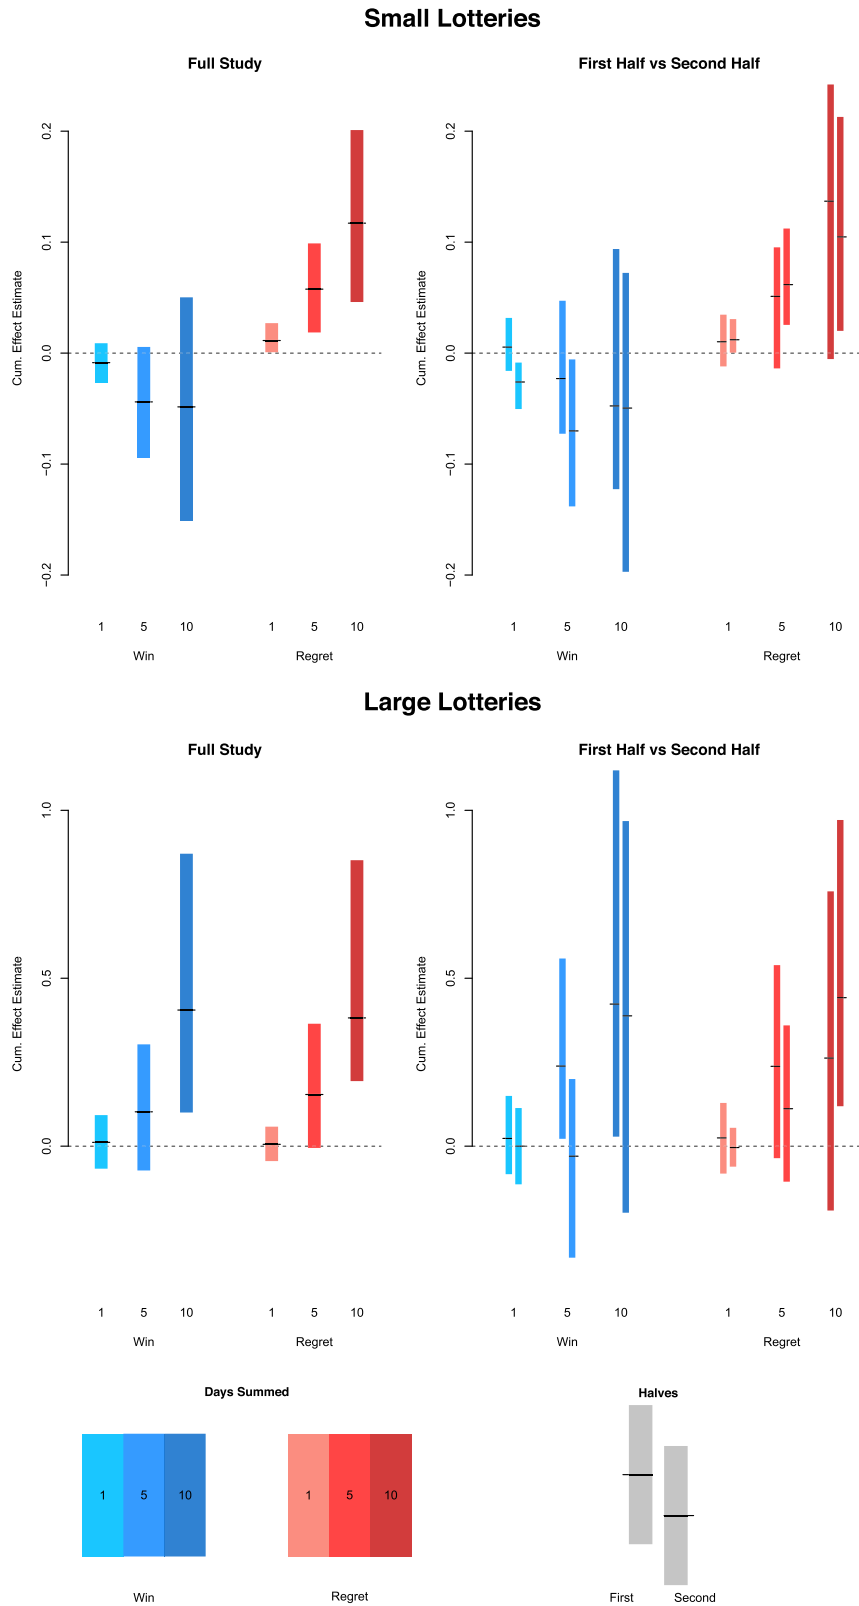 Small Lotteries
Full Study
First Half vs Second Half
Cum. Effect Estimate
0.2
0.1
0.0
−0.1
−0.2
1 5 10 1 5 10
Win Regret
Cum. Effect Estimate
0.2
0.1
0.0
−0.1
−0.2
1 5 10 1 5 10
Win Regret
Large Lotteries
Full Study
First Half vs Second Half
Cum. Effect Estimate
1.0
0.5
0.0
1 5 10 1 5 10
Win Regret
Cum. Effect Estimate
1.0
0.5
0.0
1 5 10 1 5 10
Win Regret
Days Summed
1 5 10 1 5 10
Win Regret
Halves
First Second